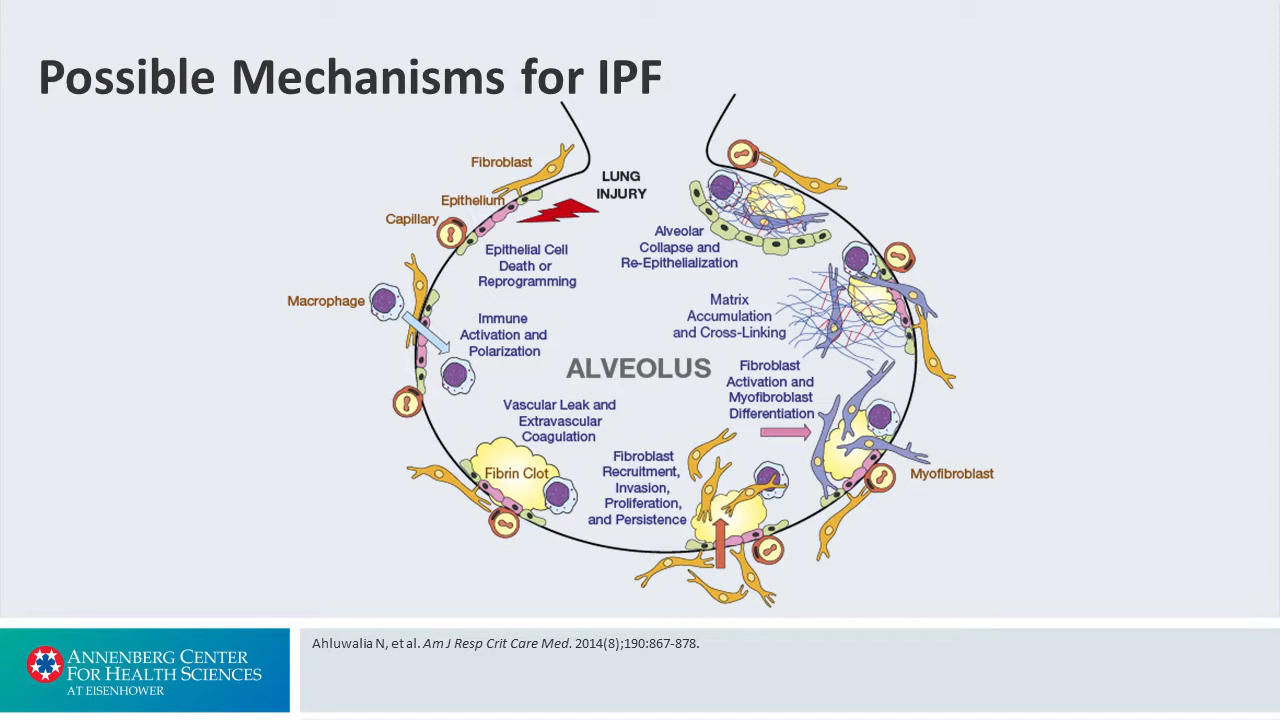 Possible Mechanisms for IPF
Fibroblast
LUNG
INJURY
Epithelium
Capillary
Epithelial Cell
Death or
Reprogramming
Alveolar
Collapse and
Re-Epithelialization
Macrophage
Immune
Activation and
Polarization
Matrix
Accumulation
and Cross-Linking
ALVEOLUS
Fibroblast
Activation and
Myofibroblast
Differentiation
Vascular Leak and
Extravascular
Coagulation
Fibrin Clot
Fibroblast
Recruitment,
Invasion,
Proliferation,
and Persistence
Myofibroblast
Ahluwalia N, et al. Am J Resp Crit Care Med. 2014(8);190:867-878.
ANNENBERG CENTER
FOR HEALTH SCIENCES
AT EISENHOWER